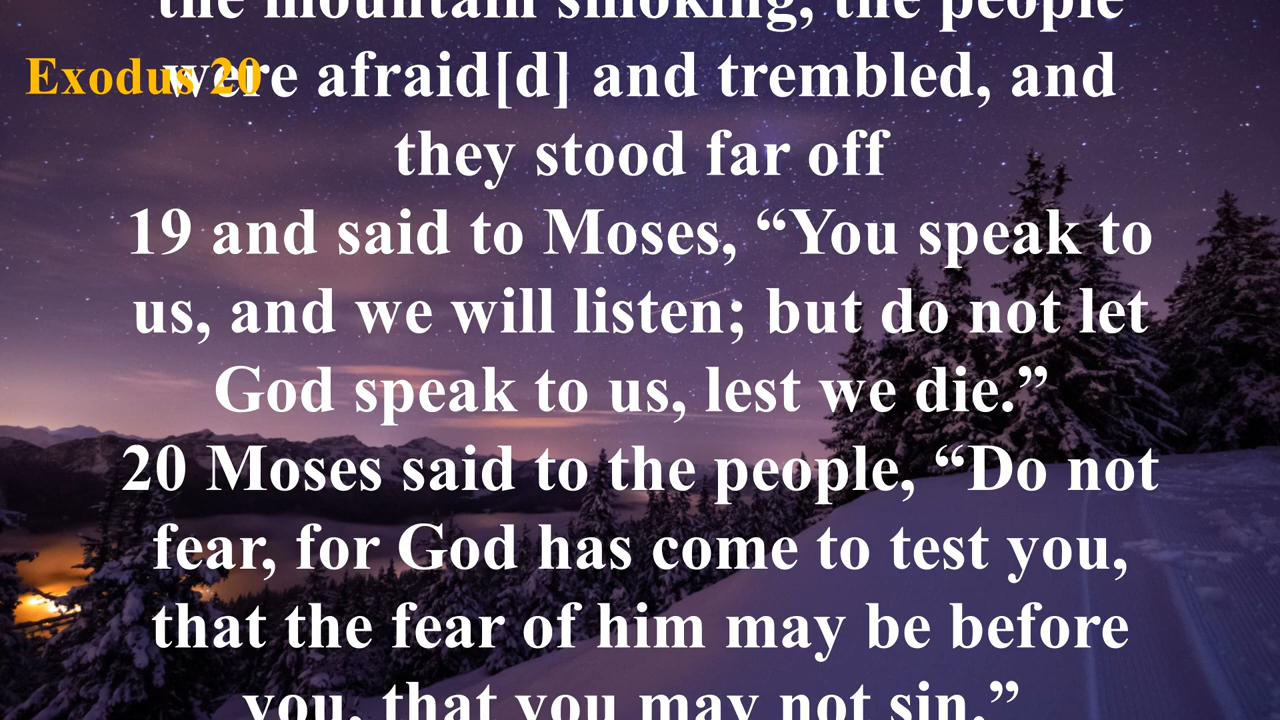 the mountain smoking, the people
Exodus 20
were afraid[d] and trembled, and
they stood far off
19 and said to Moses, “You speak to
us, and we will listen; but do not let
God speak to us, lest we die.”
20 Moses said to the people, “Do not
fear, for God has come to test you,
that the fear of him may be before
you, that you may not sin.”